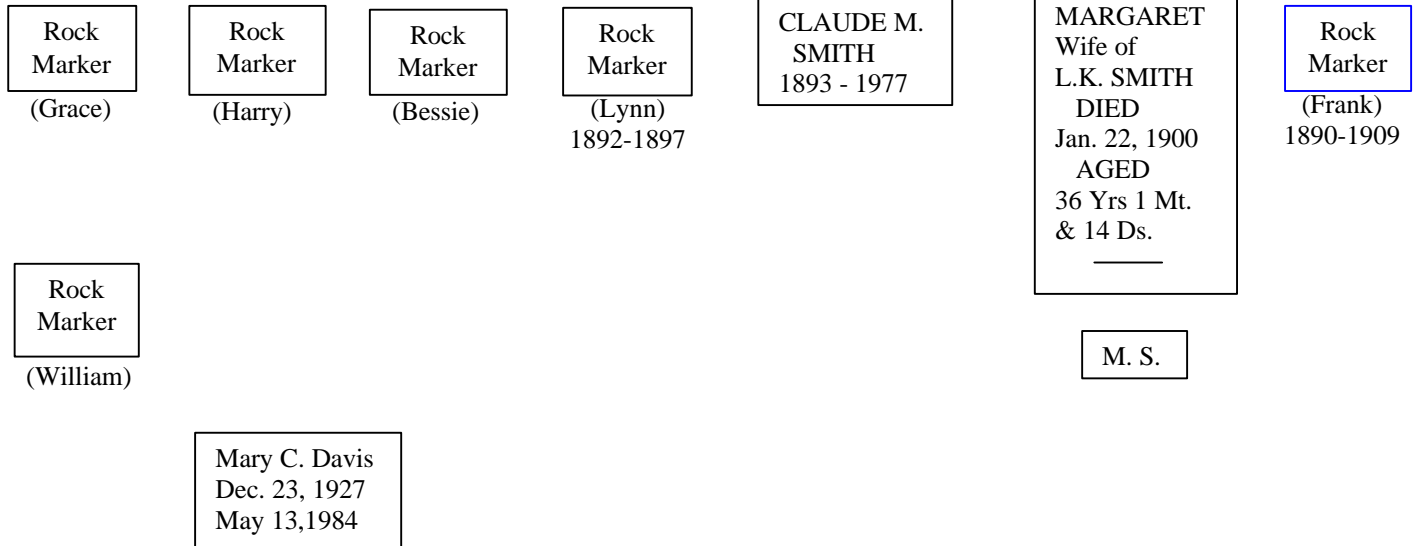 Rock
Marker
(Grace)
Rock
Marker
(Harry)
Rock
Marker
(Bessie)
Rock
Marker
(Lynn)
1892-1897
CLAUDE M.
SMITH
1893 - 1977
MARGARET
Wife of
L.K. SMITH
DIED
Jan. 22, 1900
AGED
36 Yrs 1 Mt.
& 14 Ds.
Rock
Marker
(Frank)
1890-1909
Rock
Marker
(William)
M. S.
Mary C. Davis
Dec. 23, 1927
May 13,1984